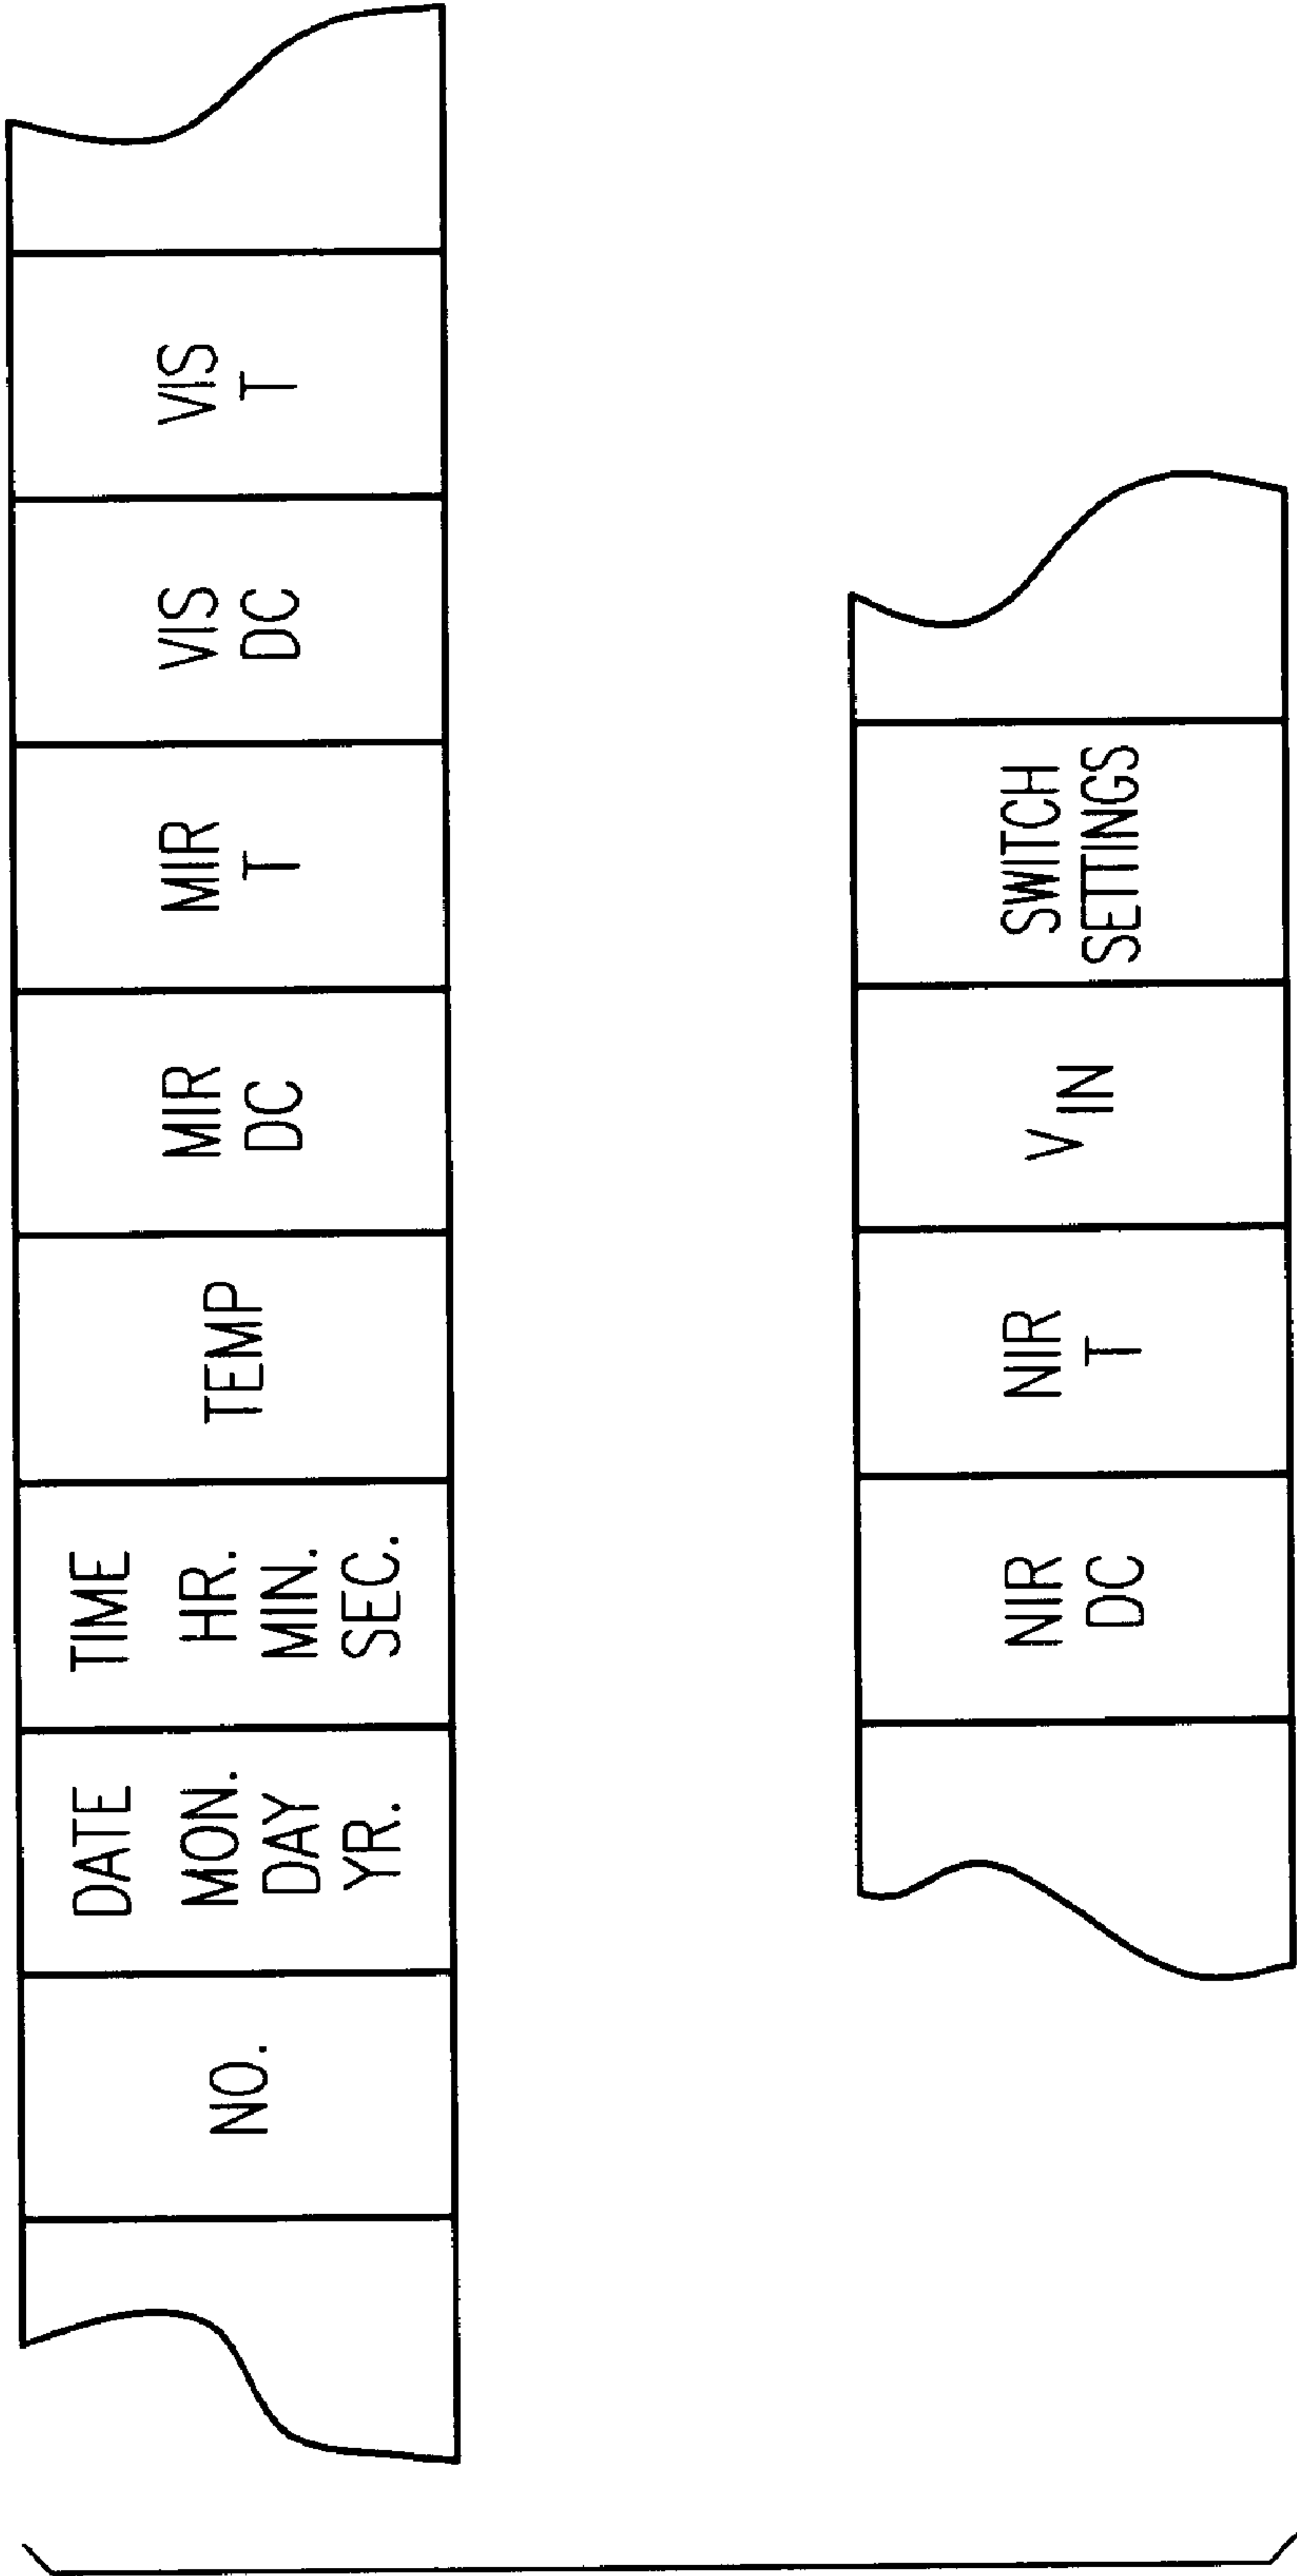 NO.
DATE
MON.
DAY
YR.
TIME
HR.
MIN.
SEC.
TEMP
MIR
DC
MIR
T
VIS
DC
VIS
T
NIR
DC
NIR
T
V IN
SWITCH
SETTINGS